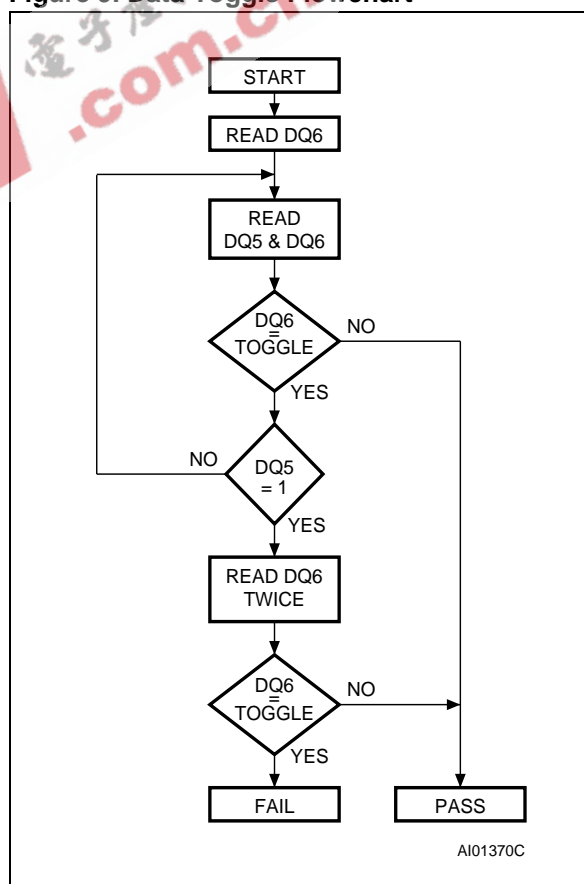 START
READ DQ6
READ
DQ5 & DQ6
DQ6
=
TOGGLE
NO
YES
NO
DQ5
= 1
YES
READ DQ6
TWICE
DQ6
=
TOGGLE
NO
YES
FAIL
PASS
AI01370C
.com.c